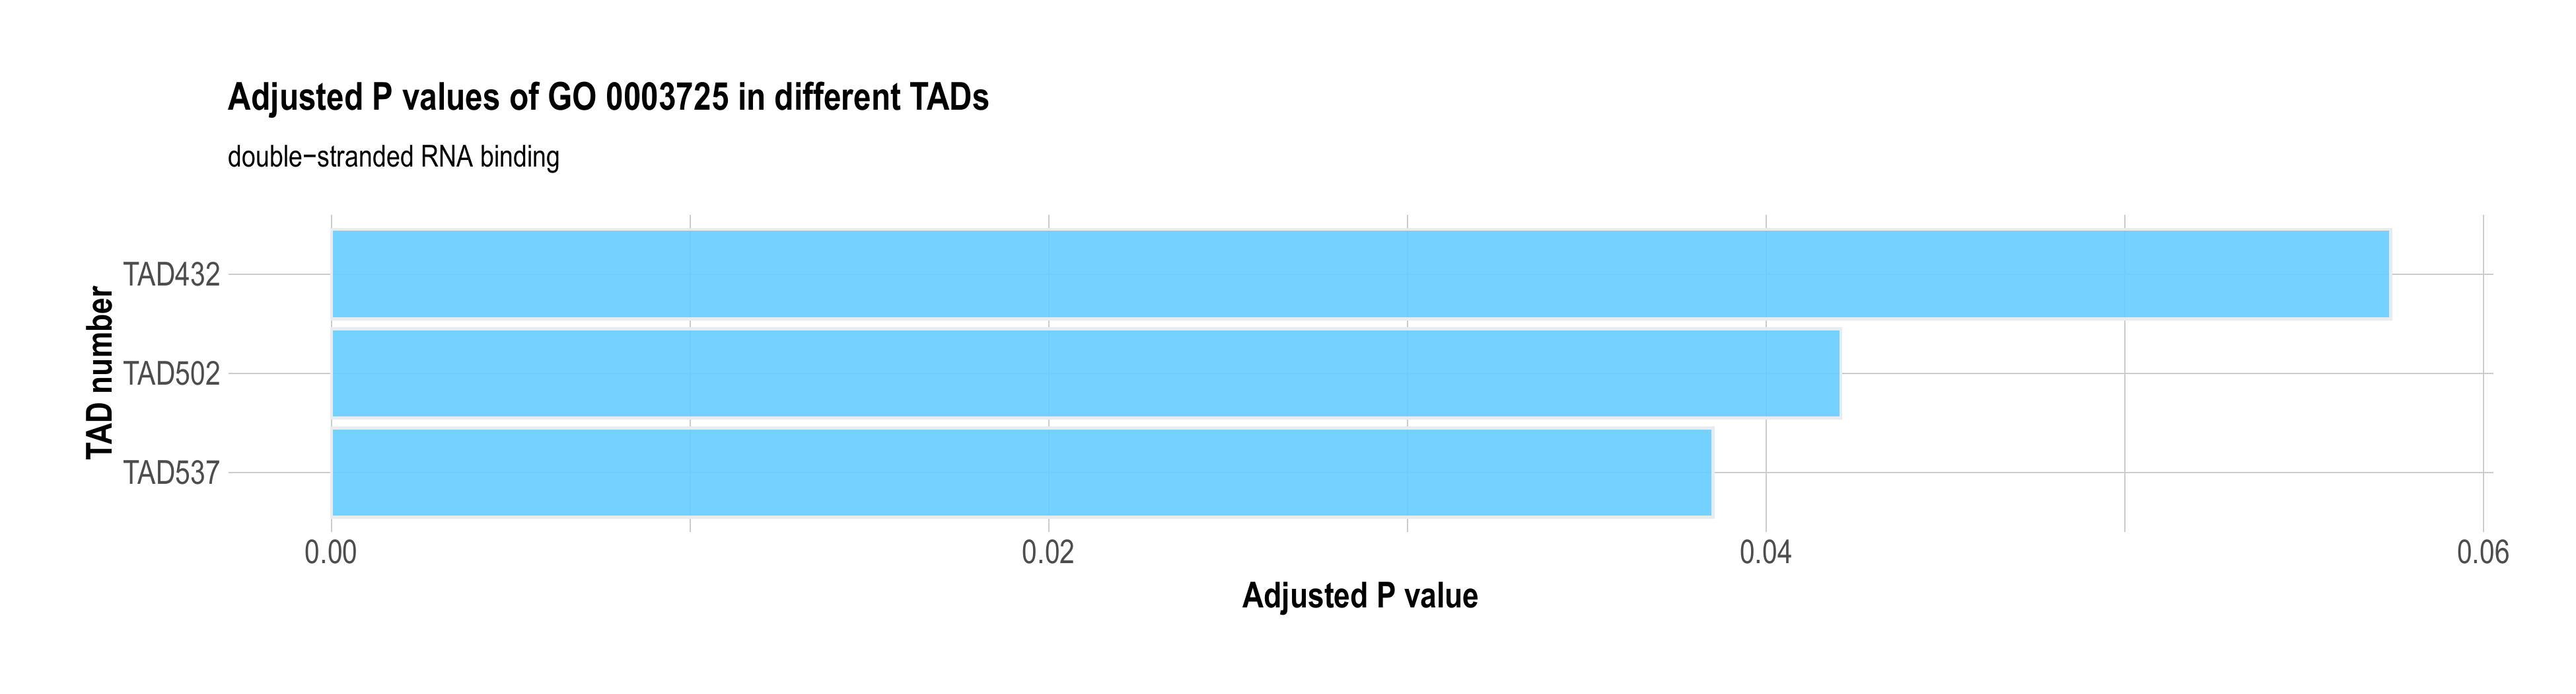 Adjusted P values of GO 0003725 in different TADs
double−stranded RNA binding
TAD number
TAD432
TAD502
TAD537
0.00 0.02 0.04 0.06
Adjusted P value